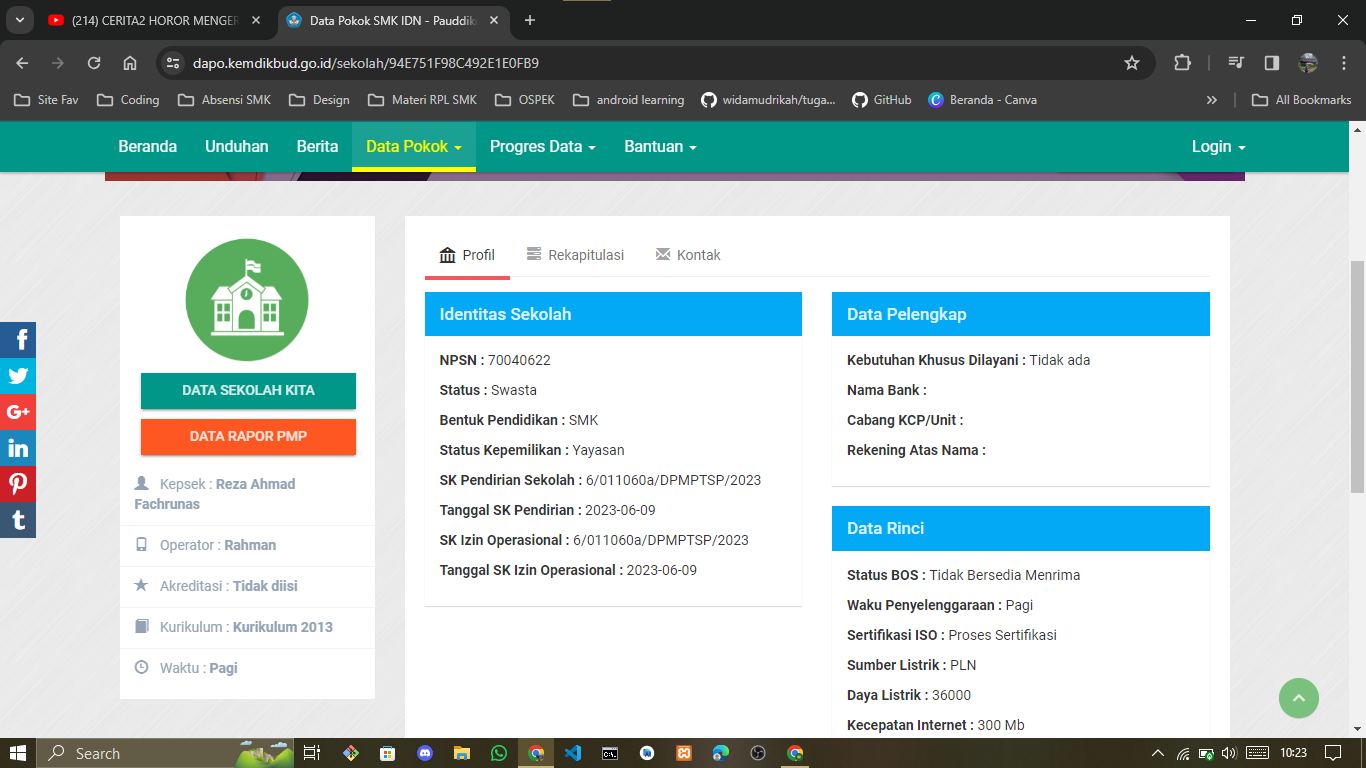 (214) CERITA2 HOROR MENGER
Data Pokok SMK IDN - Pauddik
dapo.kemdikbud.go.id/sekolah/94E751F98C492E1E0FB9
Site Fav
Coding
Absensi SMK
Design
Materi RPL SMK
OSPEK
android learning
widamudrikah/tuga...
GitHub
Beranda - Canva
All Bookmarks
Beranda
Unduhan
Berita
Data Pokok
Progres Data
Bantuan
Login
DATA SEKOLAH KITA
DATA RAPOR PMP
Kepsek : Reza Ahmad
Fachrunas
Operator : Rahman
Akreditasi : Tidak diisi
Kurikulum : Kurikulum 2013
Waktu : Pagi
Profil
Rekapitulasi
Kontak
Identitas Sekolah
NPSN : 70040622
Status : Swasta
Bentuk Pendidikan : SMK
Status Kepemilikan : Yayasan
SK Pendirian Sekolah : 6/011060a/DPMPTSP/2023
Tanggal SK Pendirian : 2023-06-09
SK Izin Operasional : 6/011060a/DPMPTSP/2023
Tanggal SK Izin Operasional : 2023-06-09
Data Pelengkap
Kebutuhan Khusus Dilayani : Tidak ada
Nama Bank :
Cabang KCP/Unit :
Rekening Atas Nama :
Data Rinci
Status BOS : Tidak Bersedia Menrima
Waku Penyelenggaraan : Pagi
Sertifikasi ISO : Proses Sertifikasi
Sumber Listrik : PLN
Daya Listrik : 36000
Kecepatan Internet : 300 Mb
Search
10:23